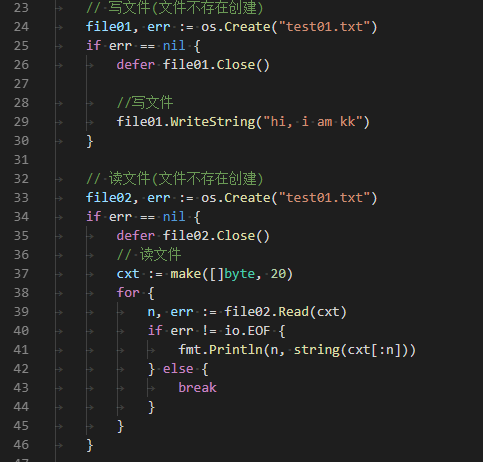 23 // 写文件(文件不存在创建)
24 file01, err := os.Create("test01.txt")
25 if err == nil {
26 defer file01.Close()
27
28 //写文件
29 file01.WriteString("hi, i am kk")
30 }
31
32 // 读文件(文件不存在创建)
33 file02, err := os.Create("test01.txt")
34 if err == nil {
35 defer file02.Close()
36 // 读文件
37 cxt := make([]byte, 20)
38 for {
39 n, err := file02.Read(cxt)
40 if err != io.EOF {
41 fmt.Println(n, string(cxt[:n]))
42 } else {
43 break
44 }
45 }
46 }
47